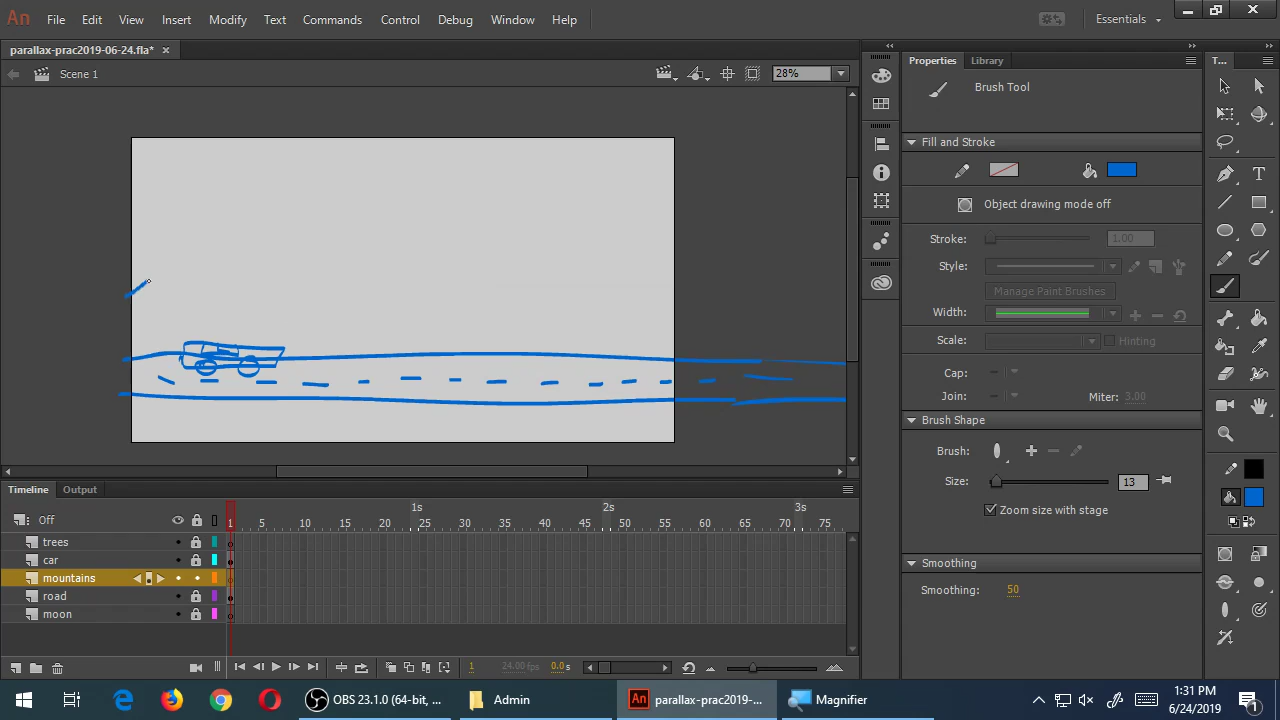 An File Edit View Insert Modify Text Commands Control Debug Window Help Essentials
parallax-prac2019-06-24.fla* ×
Scene 1 28%
Properties Library T...
Brush Tool
Fill and Stroke
Object drawing mode off
Stroke: 1.00
Style:
Manage Paint Brushes
Width:
Scale: Hinting
Cap:
Join: Miter: 3.00
Brush Shape
Brush:
Size: 13
Zoom size with stage
Smoothing
Smoothing: 50
Timeline Output
1s 2s 3s
Off 1 5 10 15 20 25 30 35 40 45 50 55 60 65 70 75
trees
car
mountains
road
moon
1 24.00 fps 0.0 s
OBS 23.1.0 (64-bit, ... Admin An parallax-prac2019-... Magnifier
1:31 PM
6/24/2019
1